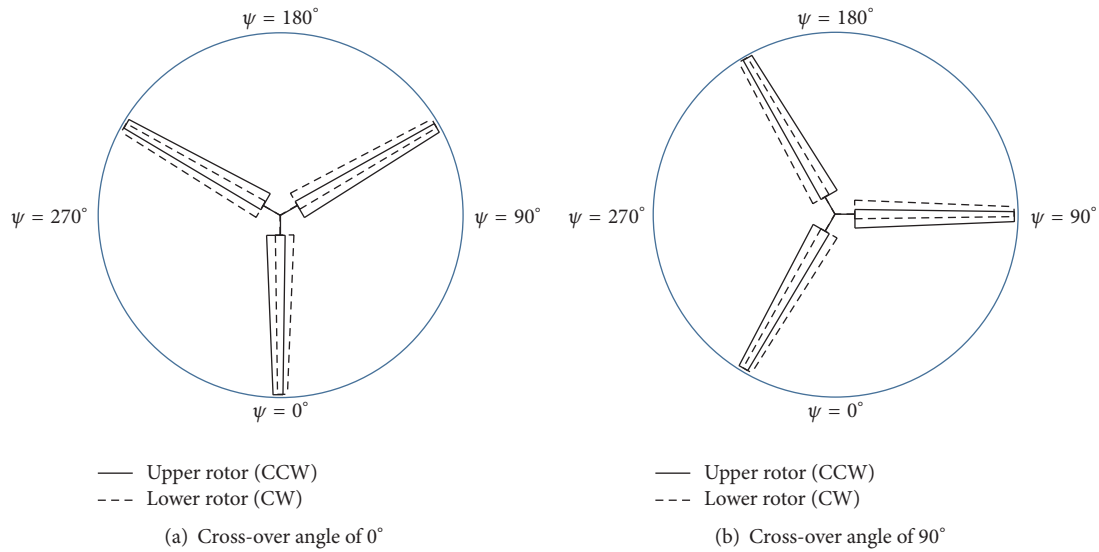 ψ = 180°
ψ = 270°
ψ = 90°
ψ = 0°
Upper rotor (CCW)
Lower rotor (CW)
(a) Cross-over angle of 0°
ψ = 180°
ψ = 270°
ψ = 90°
ψ = 0°
Upper rotor (CCW)
Lower rotor (CW)
(b) Cross-over angle of 90°